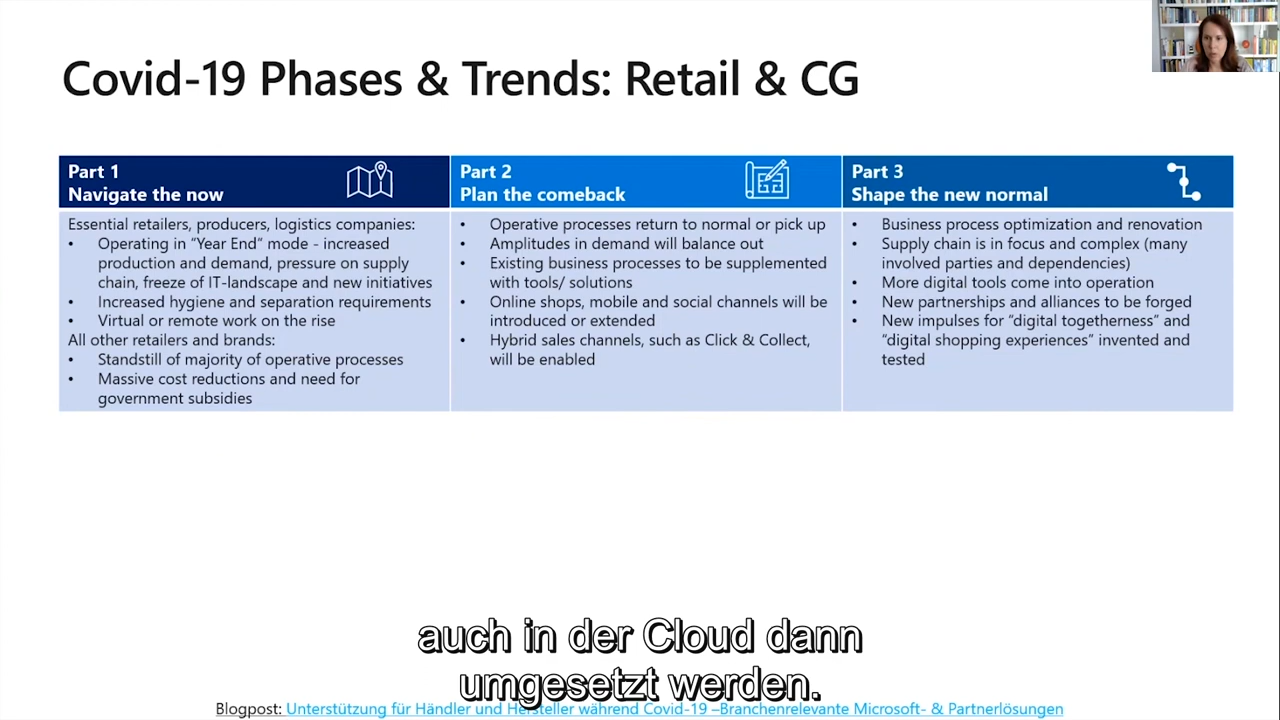 Covid-19 Phases & Trends: Retail & CG
Part 1
Navigate the now
Essential retailers, producers, logistics companies:
• Operating in “Year End” mode - increased
production and demand, pressure on supply
chain, freeze of IT-landscape and new initiatives
• Increased hygiene and separation requirements
• Virtual or remote work on the rise
All other retailers and brands:
• Standstill of majority of operative processes
• Massive cost reductions and need for
government subsidies
Part 2
Plan the comeback
• Operative processes return to normal or pick up
• Amplitudes in demand will balance out
• Existing business processes to be supplemented
with tools/ solutions
• Online shops, mobile and social channels will be
introduced or extended
• Hybrid sales channels, such as Click & Collect,
will be enabled
Part 3
Shape the new normal
• Business process optimization and renovation
• Supply chain is in focus and complex (many
involved parties and dependencies)
• More digital tools come into operation
• New partnerships and alliances to be forged
• New impulses for “digital togetherness” and
“digital shopping experiences” invented and
tested
auch in der Cloud dann
umgesetzt werden.
Blogpost: Unterstützung für Händler und Hersteller während Covid-19 –Branchenrelevante Microsoft- & Partnerlösungen